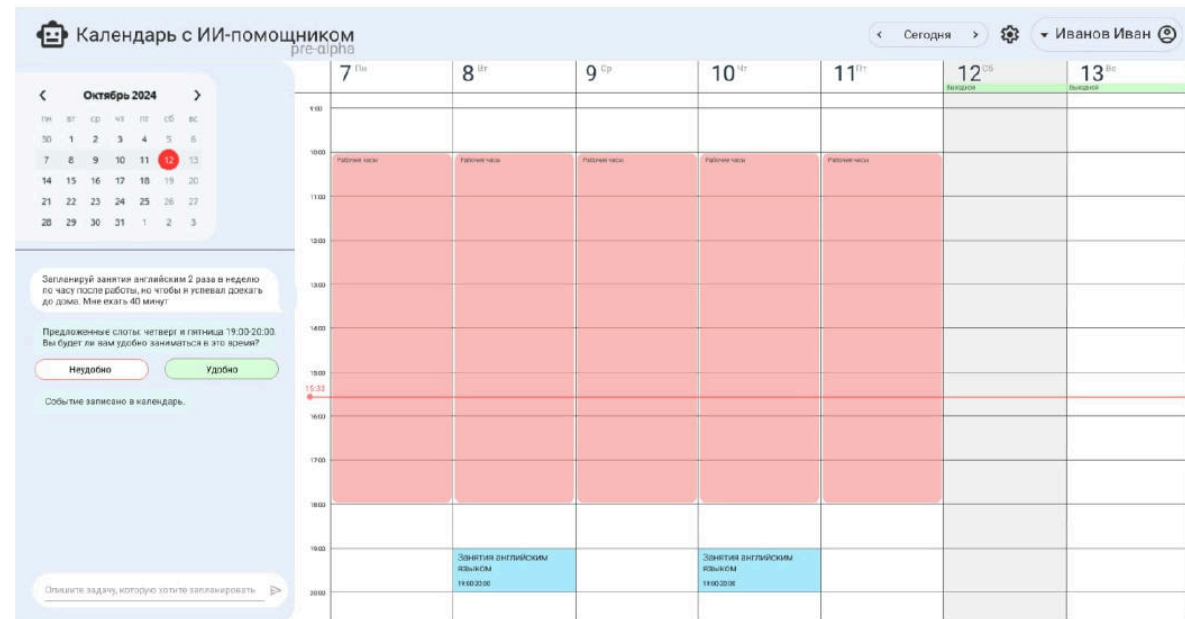 Календарь с ИИ-помощником
pre-alpha
Сегодня
Иванов Иван
Октябрь 2024
пн вт ср чт пт сб вс
30 1 2 3 4 5 6
7 8 9 10 11 12 13
14 15 16 17 18 19 20
21 22 23 24 25 26 27
28 29 30 31 1 2 3
Запланируй занятия английским 2 раза в неделю
по часу после работы, но чтобы я успевал доехать
до дома. Мне ехать 40 минут
Предложенные слоты: четверг и пятница 19:00-20:00.
Вы будет ли вам удобно заниматься в это время?
Неудобно
Удобно
Событие записано в календарь.
Опишите задачу, которую хотите запланировать
7 Пн
8 Вт
9 Ср
10 Чт
11 Пт
12 Сб
13 Вс
Выходной
Выходной
9:00
10:00
Рабочие часы
Рабочие часы
Рабочие часы
Рабочие часы
Рабочие часы
11:00
12:00
13:00
14:00
15:00
15:33
16:00
17:00
18:00
19:00
Занятия английским
языком
19:00-20:00
Занятия английским
языком
19:00-20:00
20:00